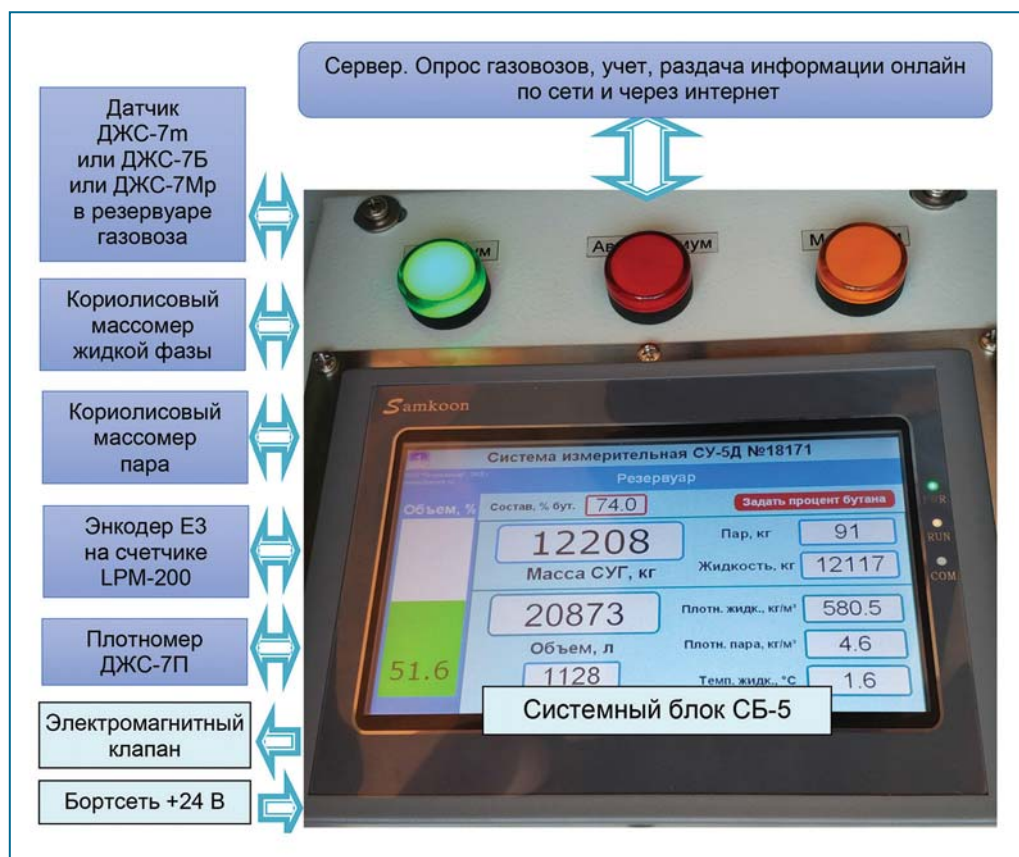 Сервер. Опрос газовозов, учет, раздача информации онлайн
по сети и через интернет
Датчик
ДЖС-7m
или ДЖС-7Б
или ДЖС-7Мр
в резервуаре
газовоза
Кориолисовый
массомер
жидкой фазы
Кориолисовый
массомер
пара
Энкодер Е3
на счетчике
LPM-200
Плотномер
ДЖС-7П
Электромагнитный
клапан
Бортсеть +24 В
Samkoon
Система измерительная СУ-5Д №18171
Резервуар
Объем, %
Состав, % бут. 74.0 Задать процент бутана
12208
Масса СУГ, кг
Пар, кг 91
Жидкость, кг 12117
20873
Объем, л
1128
Плотн. жидк., кг/м³ 580.5
Плотн. пара, кг/м³ 4.6
Темп. жидк., °С 1.6
51.6
PWR
RUN
COM
Системный блок СБ-5